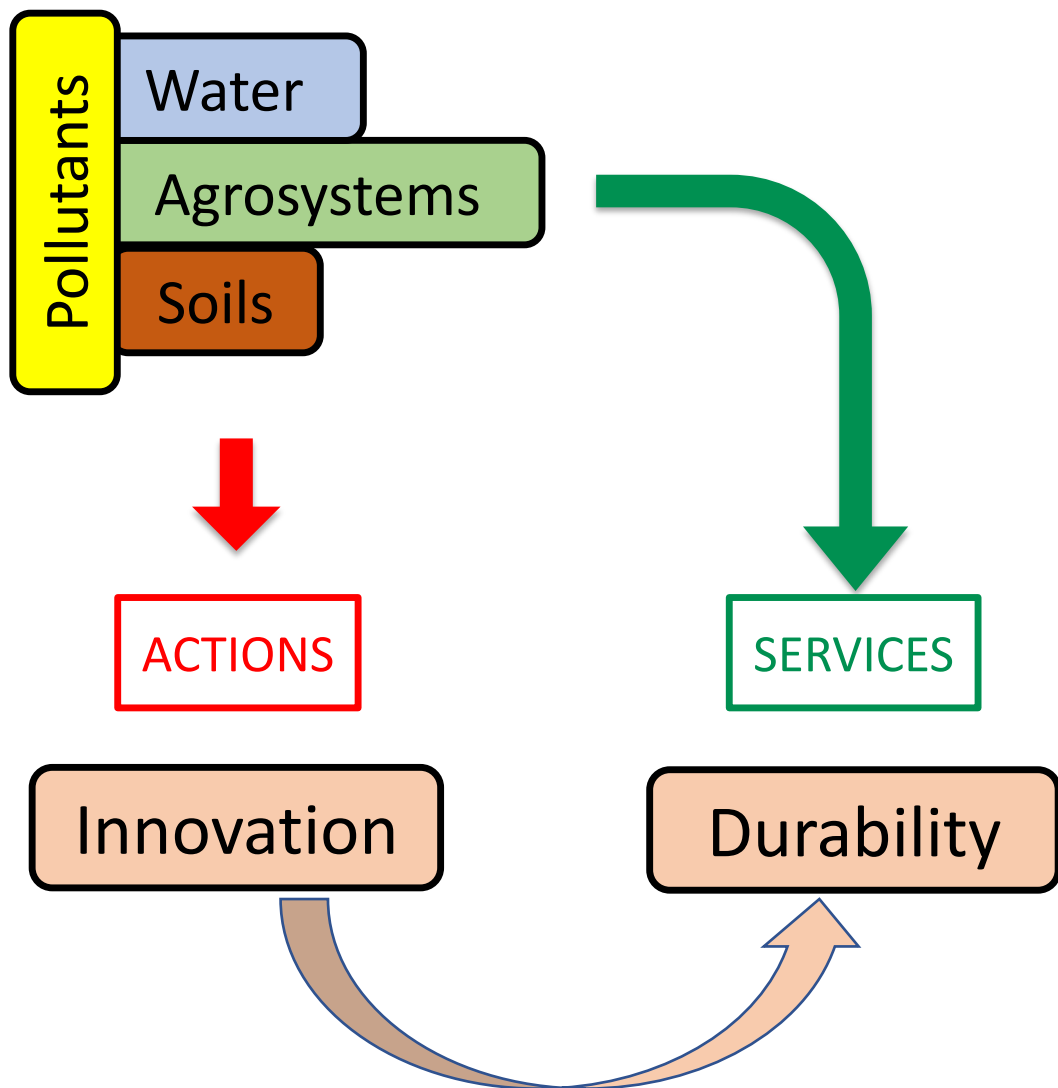 Pollutants
Water
Agrosystems
Soils
ACTIONS
SERVICES
Innovation
Durability